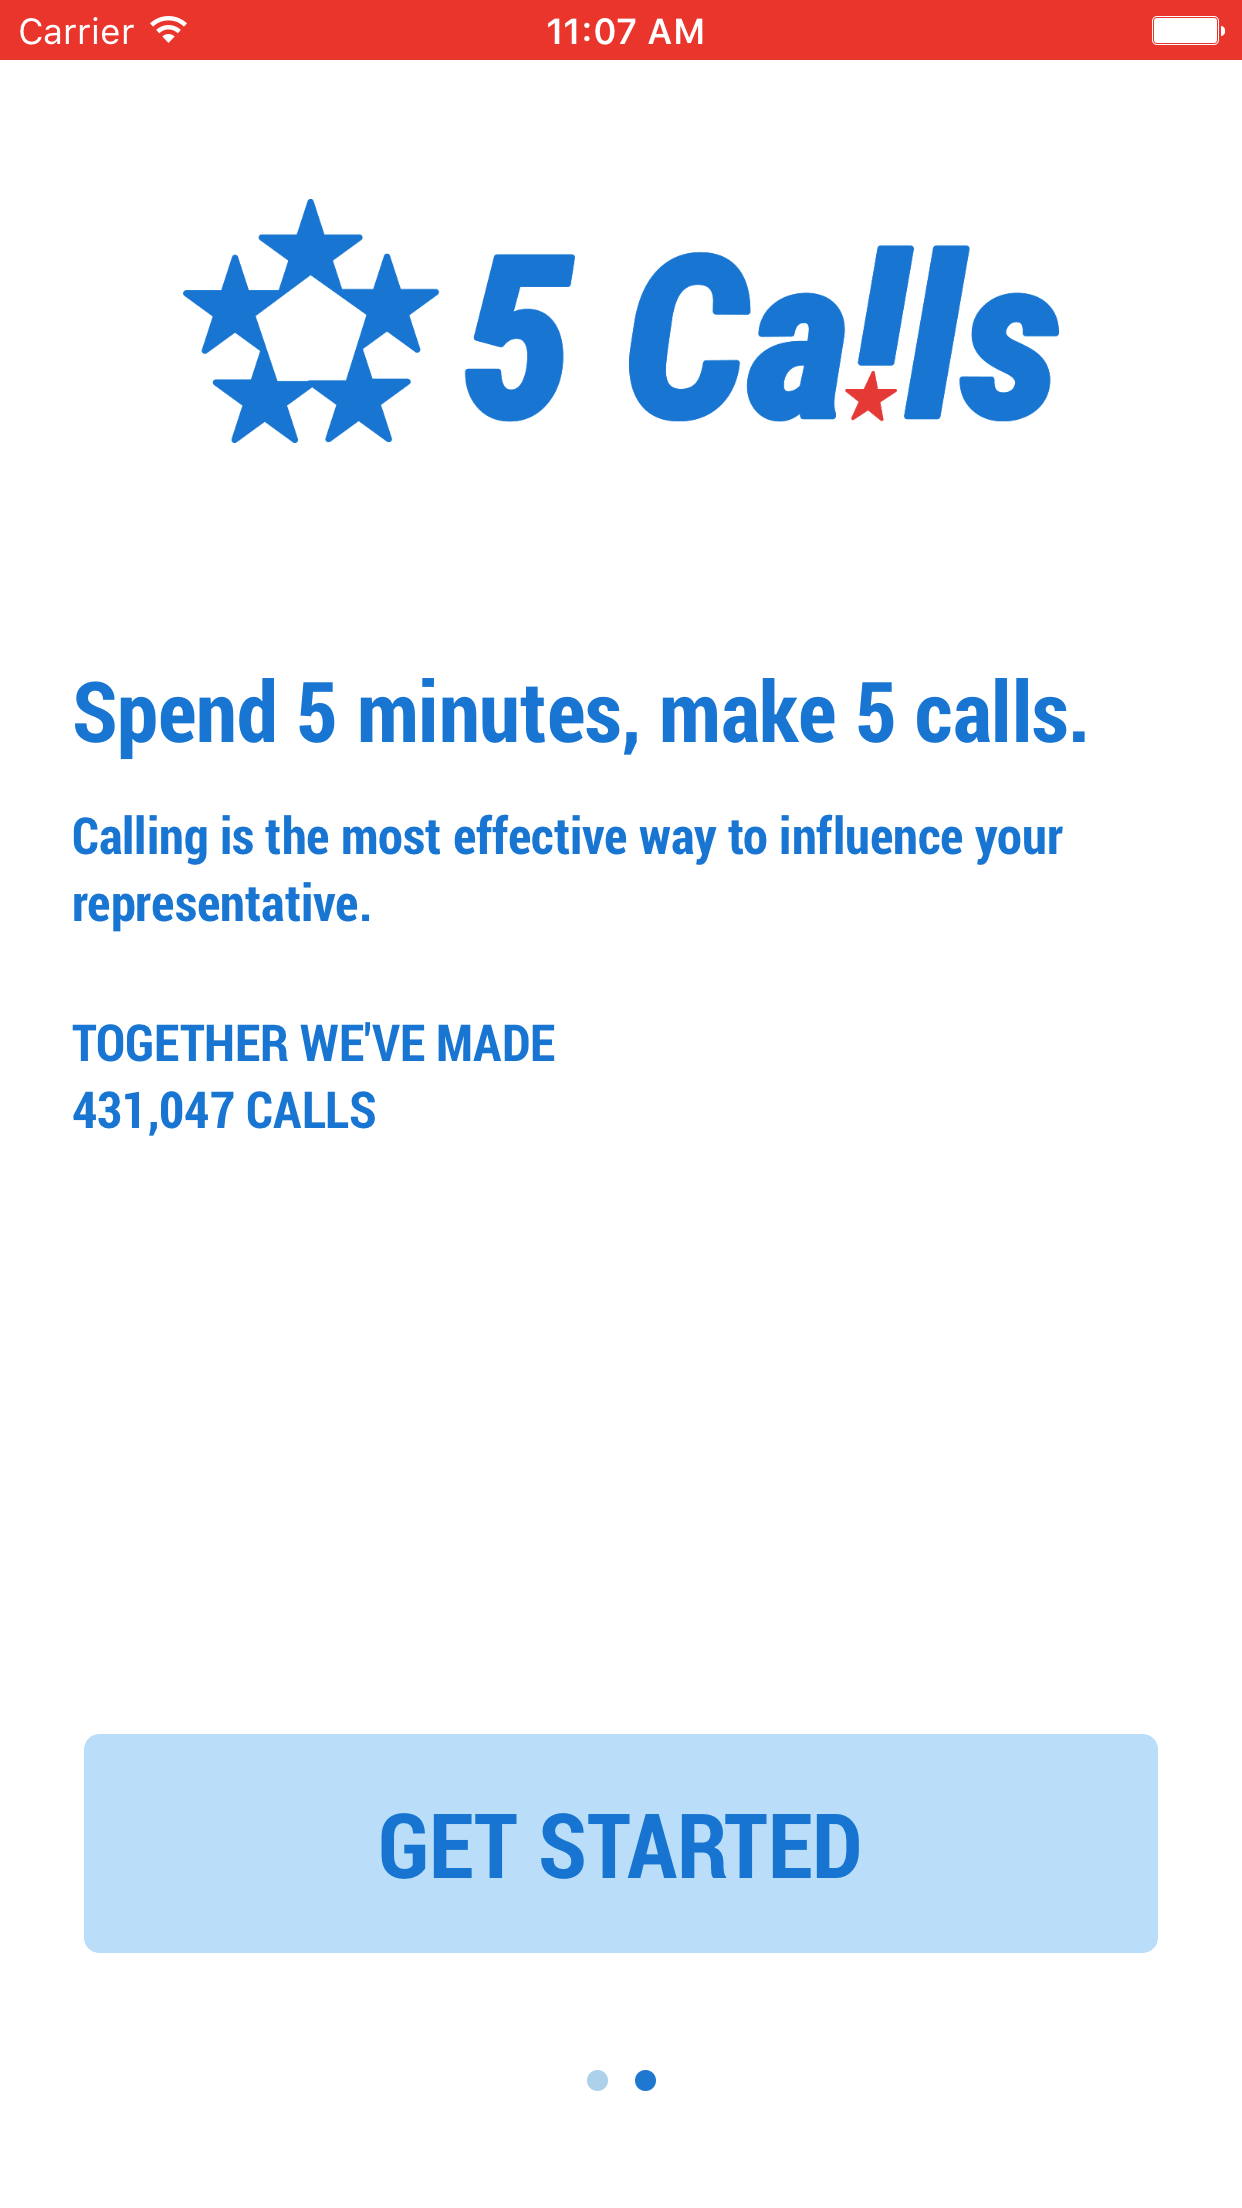 Carrier 11:07 AM
5 Calls
Spend 5 minutes, make 5 calls.
Calling is the most effective way to influence your
representative.
TOGETHER WE'VE MADE
431,047 CALLS
GET STARTED